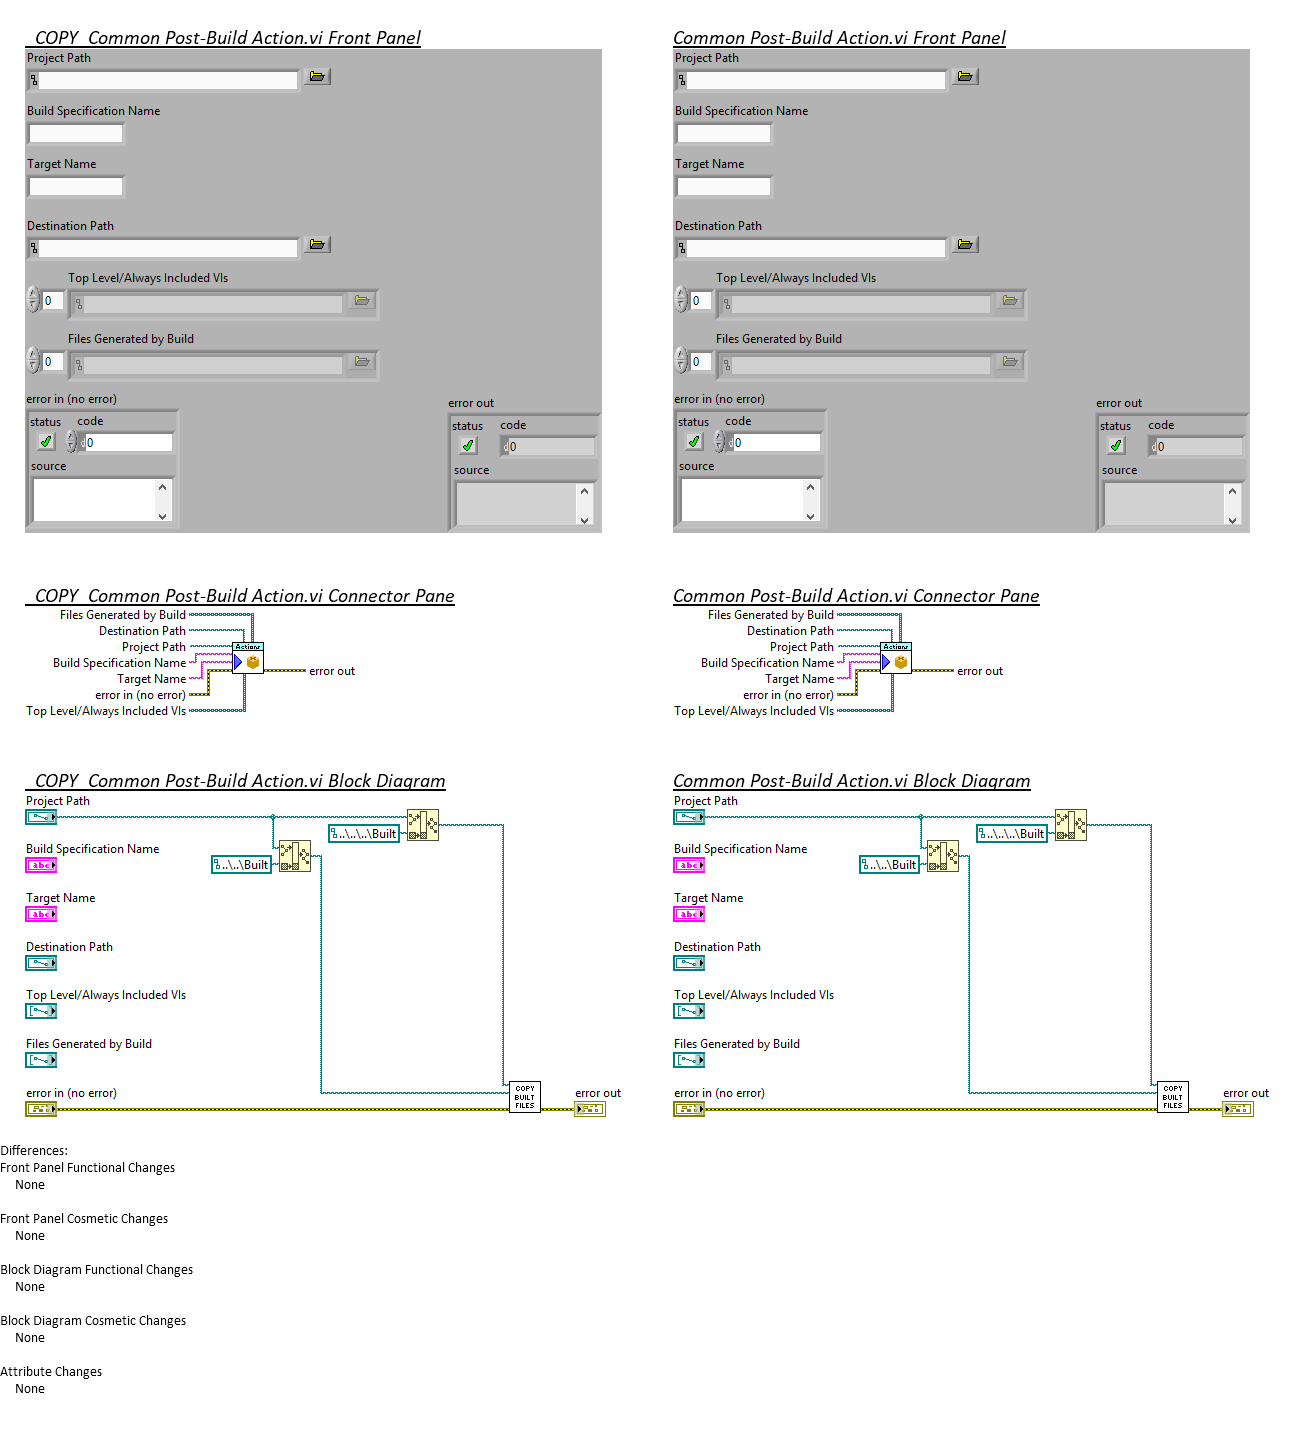 _COPY_Common Post-Build Action.vi Front Panel
Project Path
Build Specification Name
Target Name
Destination Path
Top Level/Always Included VIs
0
Files Generated by Build
0
error in (no error)
status code
0
source
error out
status code
0
source
Common Post-Build Action.vi Front Panel
Project Path
Build Specification Name
Target Name
Destination Path
Top Level/Always Included VIs
0
Files Generated by Build
0
error in (no error)
status code
0
source
error out
status code
0
source
_COPY_Common Post-Build Action.vi Connector Pane
Files Generated by Build
Destination Path
Project Path
Build Specification Name
Target Name
error in (no error)
Top Level/Always Included VIs
Actions
error out
Common Post-Build Action.vi Connector Pane
Files Generated by Build
Destination Path
Project Path
Build Specification Name
Target Name
error in (no error)
Top Level/Always Included VIs
Actions
error out
_COPY_Common Post-Build Action.vi Block Diagram
Project Path
..\..\..\Built
Build Specification Name
abc
..\..\Built
Target Name
abc
Destination Path
Top Level/Always Included VIs
Files Generated by Build
error in (no error)
COPY
BUILT
FILES
error out
Common Post-Build Action.vi Block Diagram
Project Path
..\..\..\Built
Build Specification Name
abc
..\..\Built
Target Name
abc
Destination Path
Top Level/Always Included VIs
Files Generated by Build
error in (no error)
COPY
BUILT
FILES
error out
Differences:
Front Panel Functional Changes
None
Front Panel Cosmetic Changes
None
Block Diagram Functional Changes
None
Block Diagram Cosmetic Changes
None
Attribute Changes
None